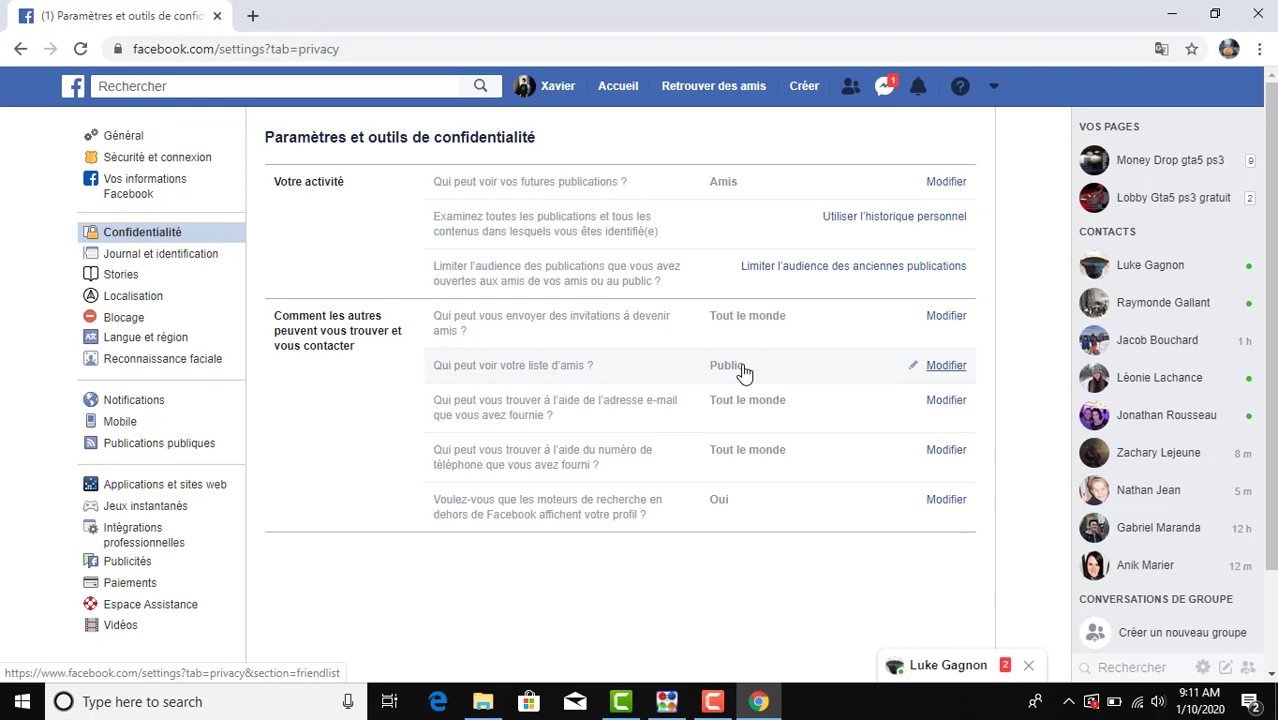 (1) Paramètres et outils de confid
facebook.com/settings?tab=privacy
Rechercher
Xavier
Accueil
Retrouver des amis
Créer
1
Général
Sécurité et connexion
Vos informations
Facebook
Confidentialité
Journal et identification
Stories
Localisation
Blocage
Langue et région
Reconnaissance faciale
Notifications
Mobile
Publications publiques
Applications et sites web
Jeux instantanés
Intégrations
professionnelles
Publicités
Paiements
Espace Assistance
Vidéos
Paramètres et outils de confidentialité
Votre activité
Qui peut voir vos futures publications ?
Amis
Modifier
Examinez toutes les publications et tous les
contenus dans lesquels vous êtes identifié(e)
Utiliser l'historique personnel
Limiter l'audience des publications que vous avez
ouvertes aux amis de vos amis ou au public ?
Limiter l'audience des anciennes publications
Comment les autres
peuvent vous trouver et
vous contacter
Qui peut vous envoyer des invitations à devenir
amis ?
Tout le monde
Modifier
Qui peut voir votre liste d'amis ?
Public
Modifier
Qui peut vous trouver à l'aide de l'adresse e-mail
que vous avez fournie ?
Tout le monde
Modifier
Qui peut vous trouver à l'aide du numéro de
téléphone que vous avez fourni ?
Tout le monde
Modifier
Voulez-vous que les moteurs de recherche en
dehors de Facebook affichent votre profil ?
Oui
Modifier
VOS PAGES
Money Drop gta5 ps3
9
Lobby Gta5 ps3 gratuit
2
CONTACTS
Luke Gagnon
Raymonde Gallant
Jacob Bouchard
1 h
Léonie Lachance
Jonathan Rousseau
Zachary Lejeune
8 m
Nathan Jean
5 m
Gabriel Maranda
12 h
Anik Marier
12 m
CONVERSATIONS DE GROUPE
Créer un nouveau groupe
Rechercher
Luke Gagnon
2
https://www.facebook.com/settings?tab=privacy&section=friendlist
Type here to search
9:11 AM
1/10/2020
2